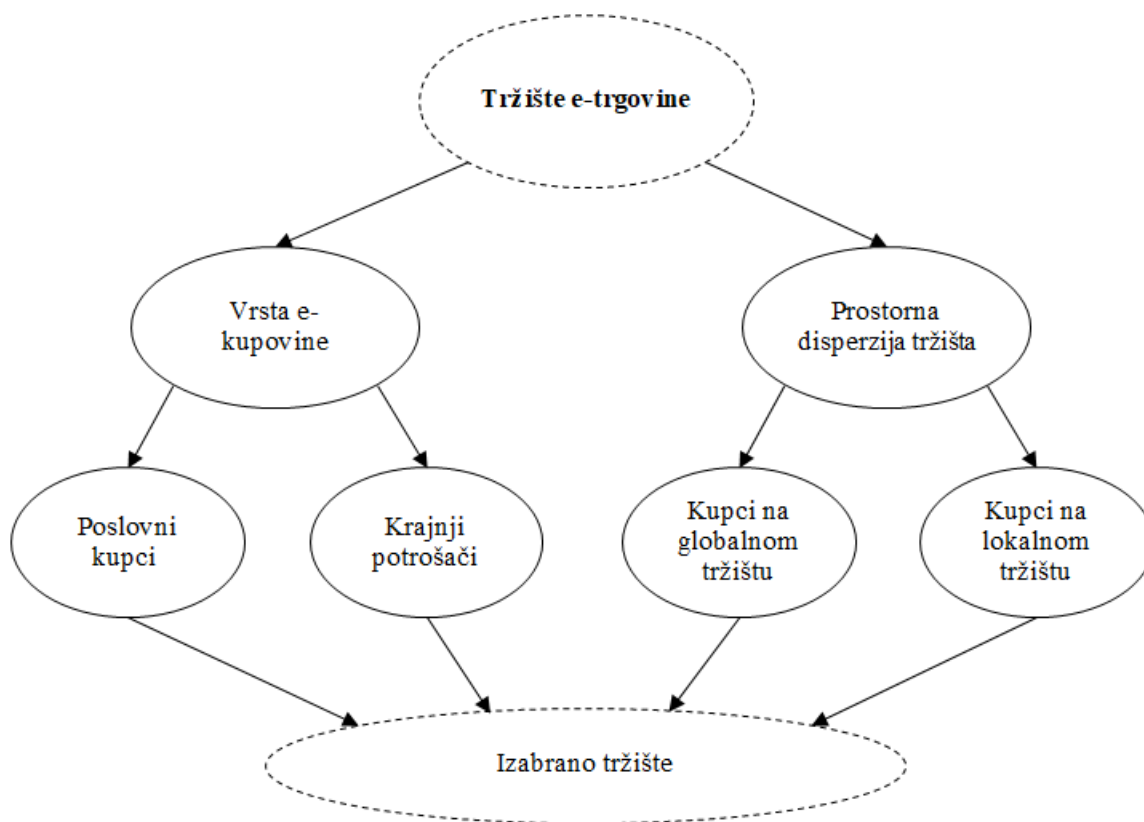 Tržište e-trgovine
Vrsta e-
kupovine
Prostorna
disperzija tržišta
Poslovni
kupci
Krajnji
potrošači
Kupci na
globalnom
tržištu
Kupci na
lokalnom
tržištu
Izabrano tržište